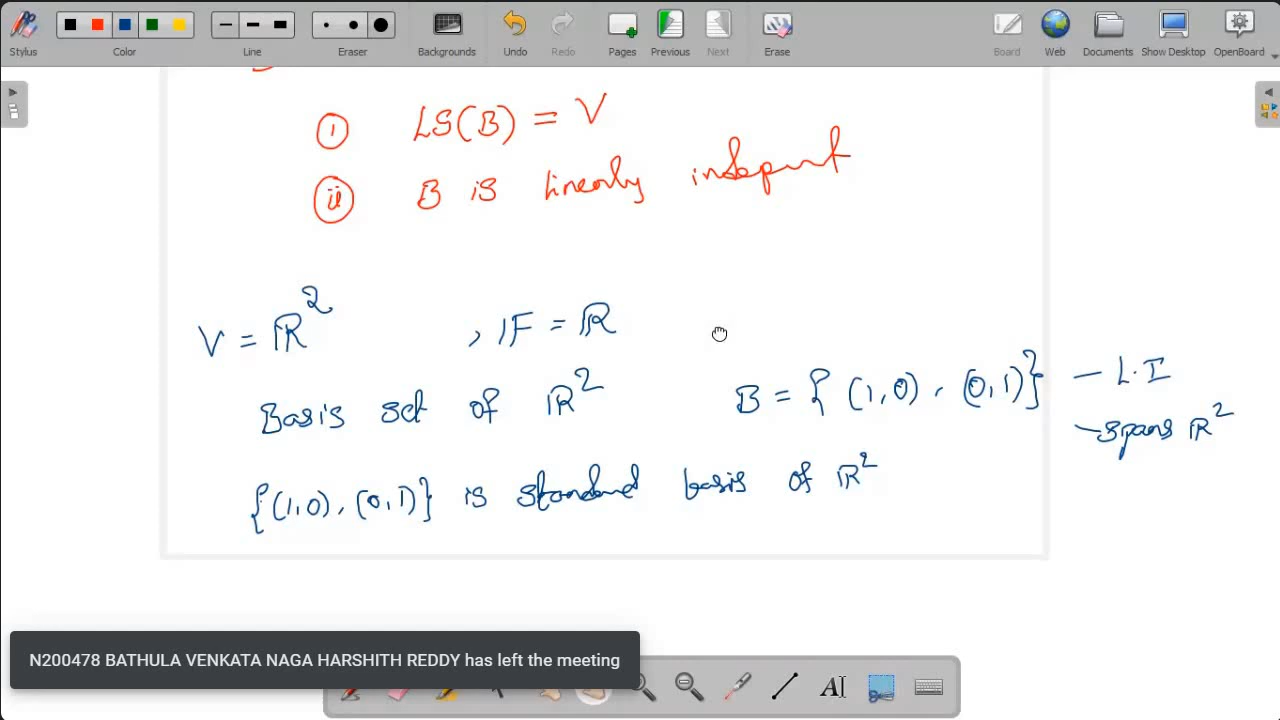 Stylus Color Line Eraser Backgrounds Undo Redo Pages Previous Next Erase Board Web Documents Show Desktop OpenBoard
(i) LS(B) = V
(ii) B is linearly indepent
V = ℝ², 𝔽 = ℝ
Basis set of ℝ² B = {(1,0), (0,1)} – L.I
– spans ℝ²
{(1,0), (0,1)} is standard basis of ℝ²
N200478 BATHULA VENKATA NAGA HARSHITH REDDY has left the meeting
AI